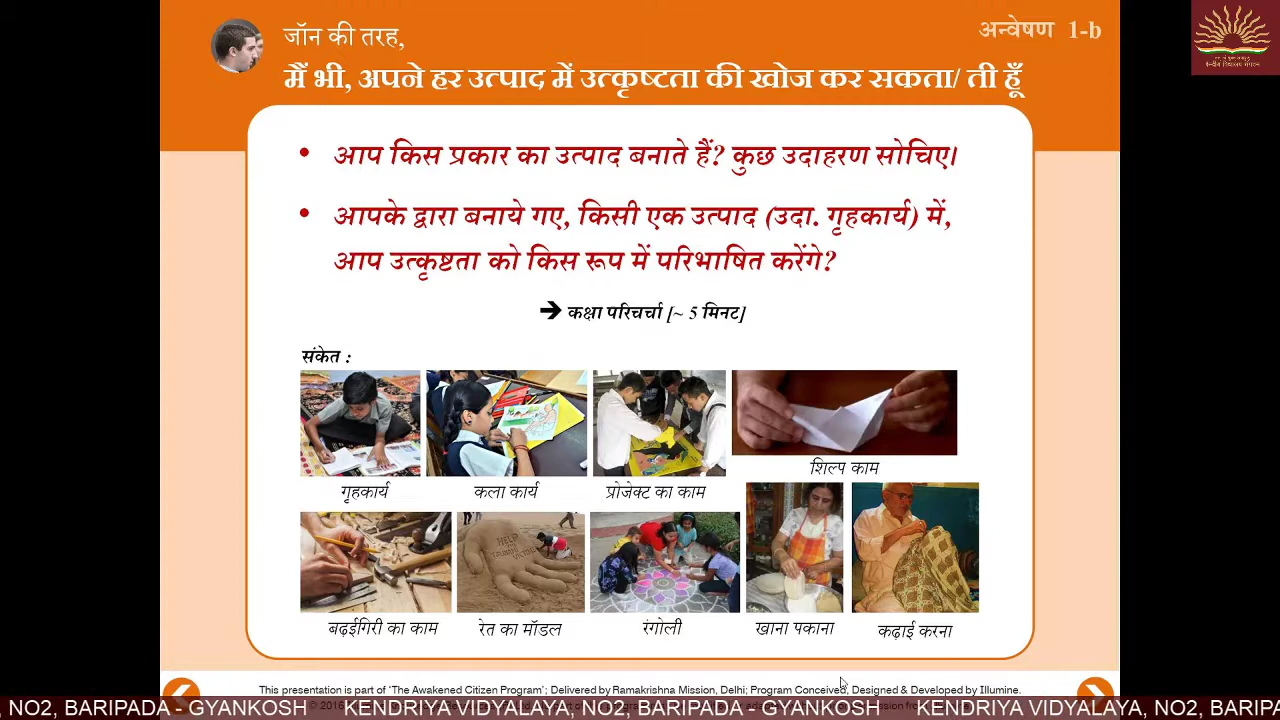 जॉन की तरह,
अन्वेषण 1-b
मैं भी, अपने हर उत्पाद में उत्कृष्टता की खोज कर सकता/ ती हूँ
• आप किस प्रकार का उत्पाद बनाते हैं? कुछ उदाहरण सोचिए।
• आपके द्वारा बनाये गए, किसी एक उत्पाद (उदा. गृहकार्य) में,
आप उत्कृष्टता को किस रूप में परिभाषित करेंगे?
➔ कक्षा परिचर्चा [~ 5 मिनट]
संकेत :
शिल्प काम
गृहकार्य
कला कार्य
प्रोजेक्ट का काम
HELP
बढ़ईगिरी का काम
रेत का मॉडल
रंगोली
खाना पकाना
कढ़ाई करना
This presentation is part of 'The Awakened Citizen Program'; Delivered by Ramakrishna Mission, Delhi; Program Conceived, Designed & Developed by Illumine.
, NO2, BARIPADA - GYANKOSH KENDRIYA VIDYALAYA, NO2, BARIPADA - GYANKOSH KENDRIYA VIDYALAYA, NO2, BARIPAD